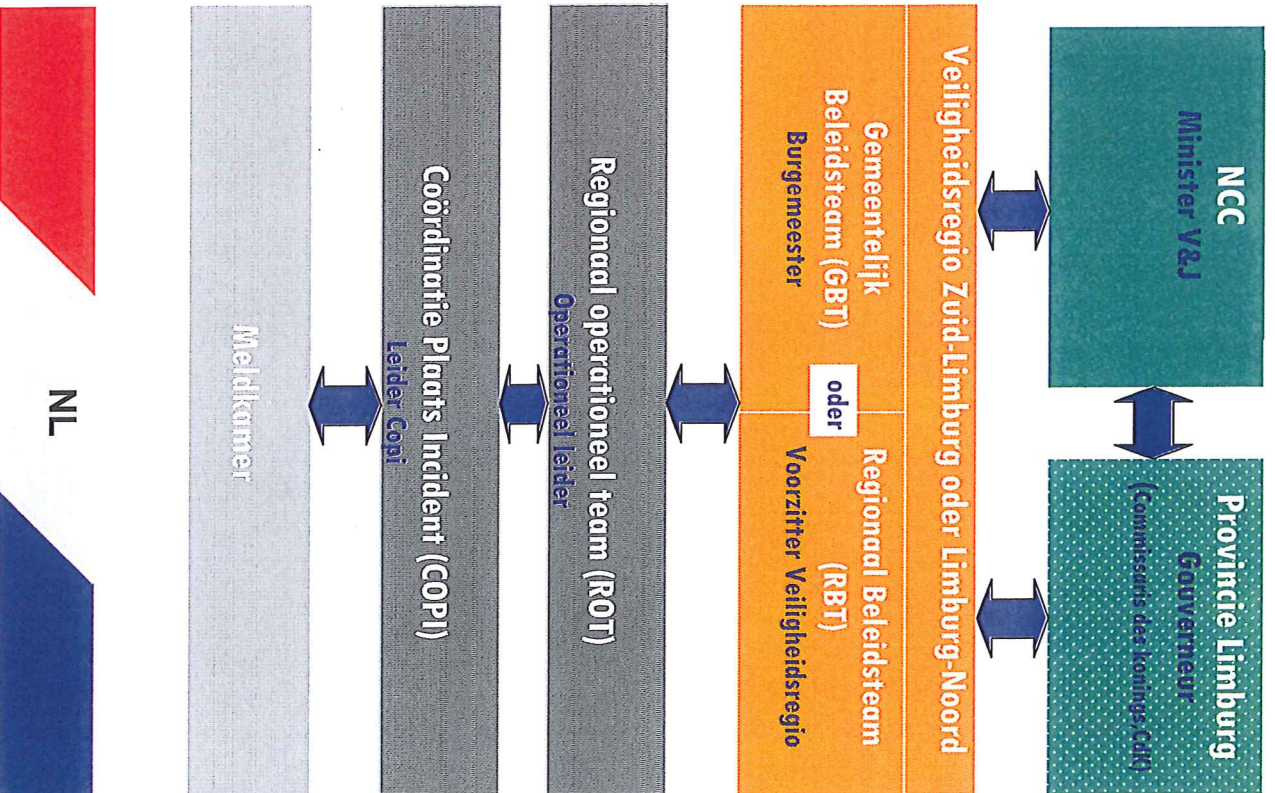 NCC
Minister V&J
Provincie Limburg
Gouverneur
(Commissaris des konings,CdK)
Veiligheidsregio Zuid-Limburg oder Limburg-Noord
Gemeentelijk
Beleidsteam (GBT)
Burgemeester
oder
Regionaal Beleidsteam
(RBT)
Voorzitter Veiligheidsregio
Regionaal operationeel team (ROT)
Operationeel leider
Coördinatie Plaats Incident (COPI)
Leider Copi
Meldkamer
NL